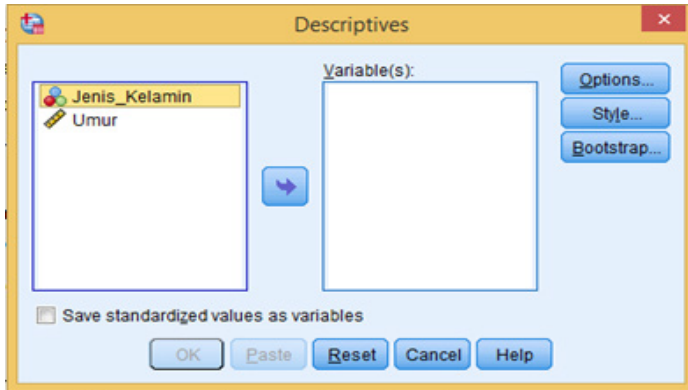 Descriptives
Variable(s):
Jenis_Kelamin
Umur
Options...
Style...
Bootstrap...
Save standardized values as variables
OK Paste Reset Cancel Help